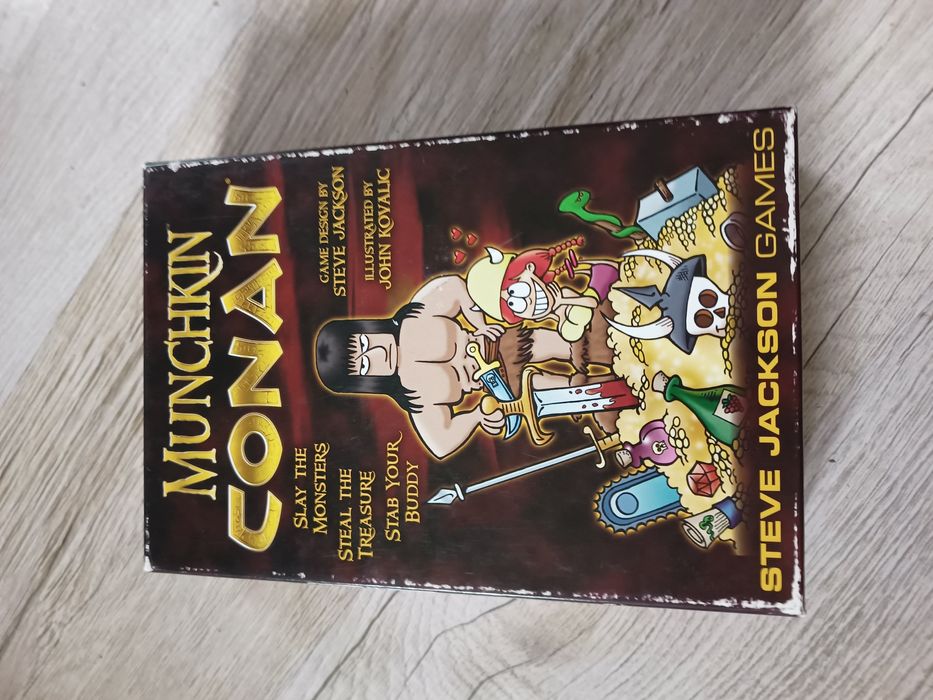 MUNCHKIN
CONAN
SLAY THE
MONSTERS
STEAL THE
TREASURE
STAB YOUR
BUDDY
GAME DESIGN BY
STEVE JACKSON
ILLUSTRATED BY
JOHN KOVALIC
STEVE JACKSON GAMES